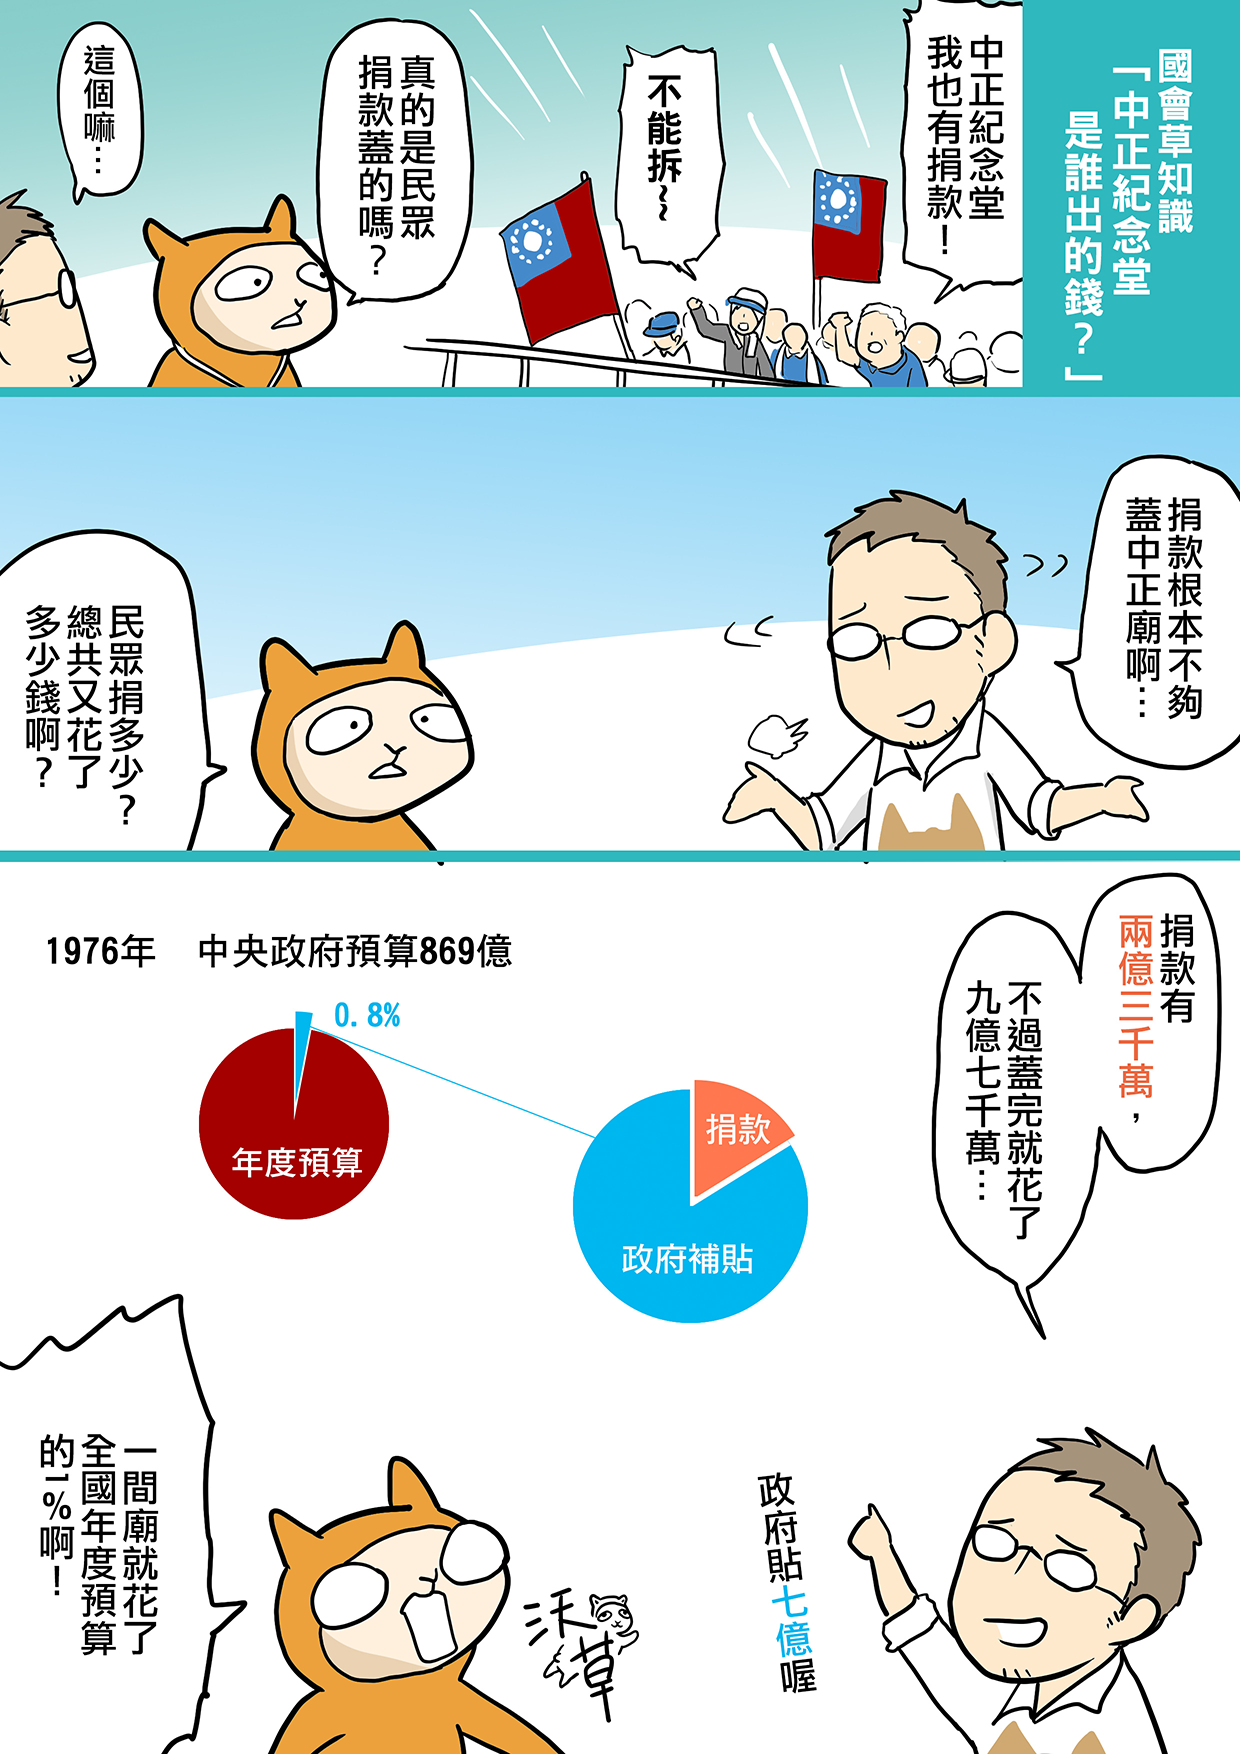 國會草知識
「中正紀念堂
是誰出的錢？」
中正紀念堂
我也有捐款！
不能拆~~
真的是民眾
捐款蓋的嗎？
這個嘛…
捐款根本不夠
蓋中正廟啊…
民眾捐多少？
總共又花了
多少錢啊？
捐款有
兩億三千萬，
不過蓋完就花了
九億七千萬…
1976年 中央政府預算869億
0.8%
年度預算
捐款
政府補貼
政府貼七億喔
一間廟就花了
全國年度預算
的1%啊！
沃草